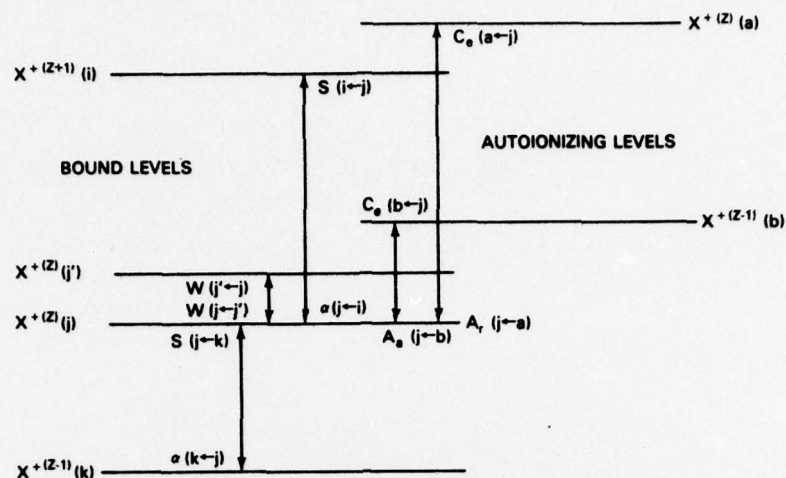 X+(Z) (a)
Ce (a←j)
X+(Z+1) (i)
S (i←j)
AUTOIONIZING LEVELS
BOUND LEVELS
Ce (b←j)
X+(Z-1) (b)
X+(Z) (j')
W (j'←j)
W (j←j')
α (j←i)
X+(Z) (j)
S (j←k)
Aa (j←b)
Ar (j←a)
α (k←j)
X+(Z-1) (k)